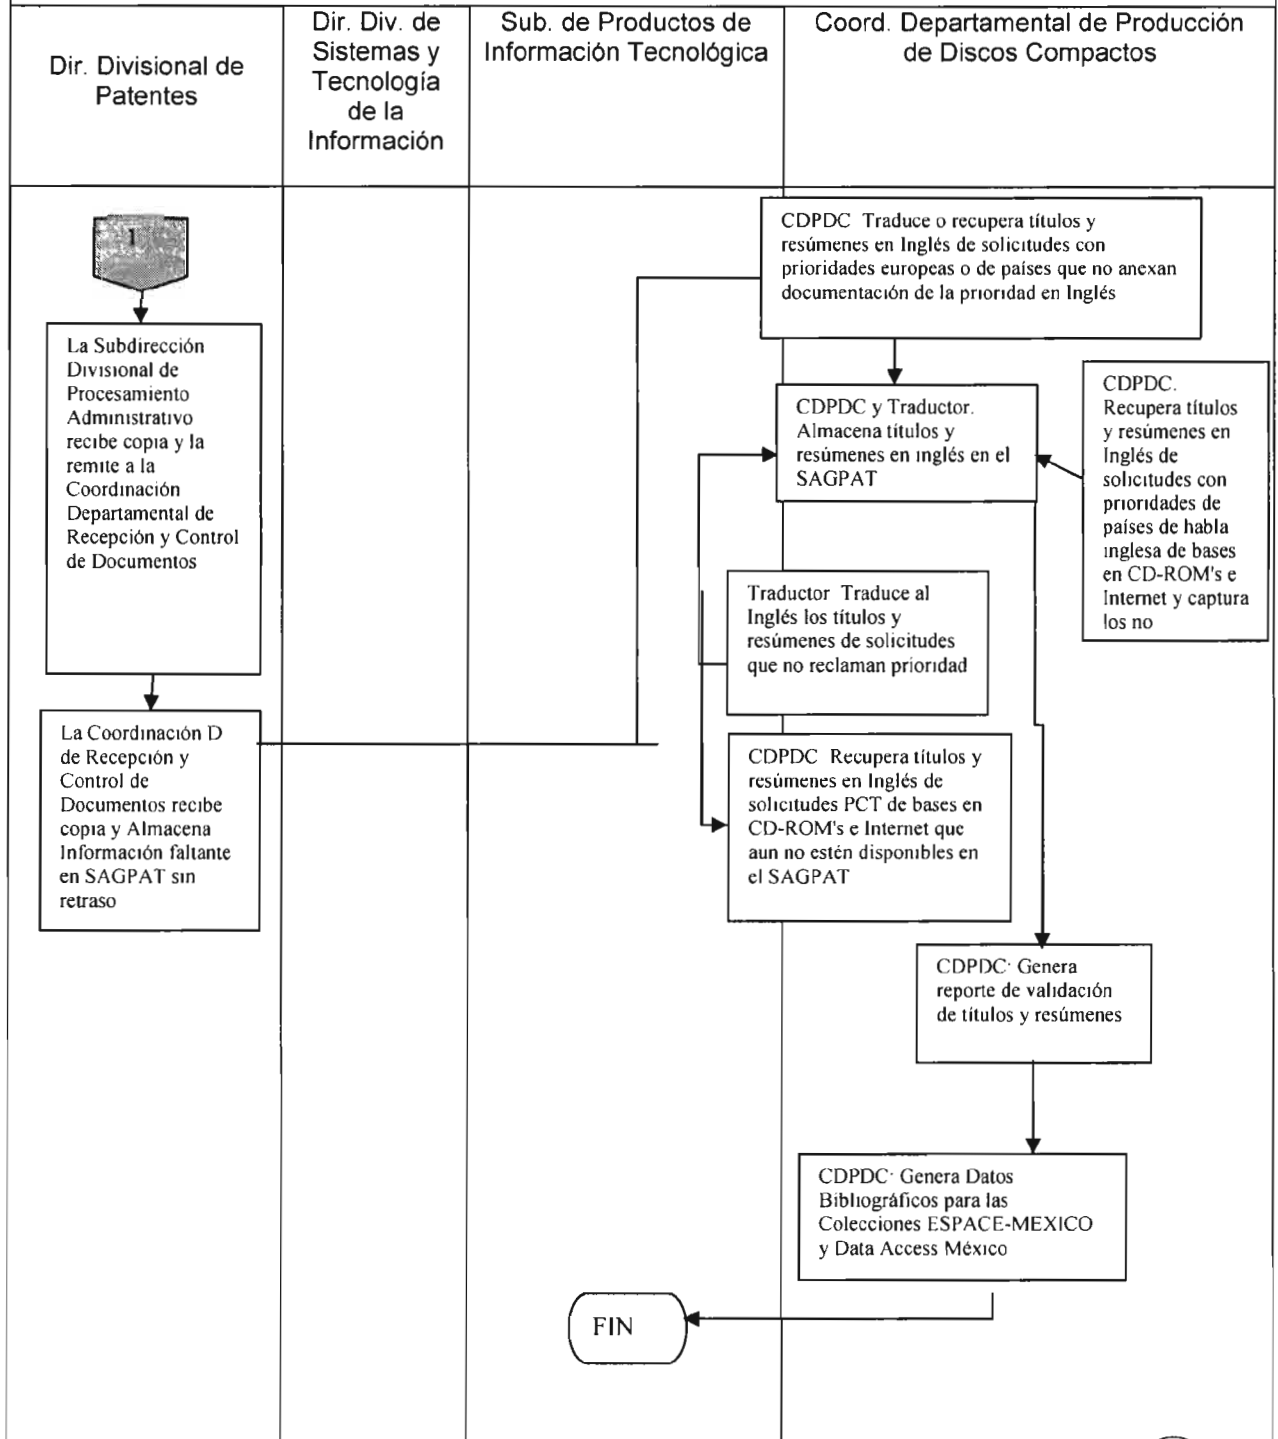 Dir. Divisional de
Patentes
Dir. Div. de
Sistemas y
Tecnología
de la
Información
Sub. de Productos de
Información Tecnológica
Coord. Departamental de Producción
de Discos Compactos
1
La Subdirección
Divisional de
Procesamiento
Administrativo
recibe copia y la
remite a la
Coordinación
Departamental de
Recepción y Control
de Documentos
La Coordinación D
de Recepción y
Control de
Documentos recibe
copia y Almacena
Información faltante
en SAGPAT sin
retraso
CDPDC Traduce o recupera títulos y
resúmenes en Inglés de solicitudes con
prioridades europeas o de países que no anexan
documentación de la prioridad en Inglés
CDPDC y Traductor.
Almacena títulos y
resúmenes en inglés en el
SAGPAT
CDPDC.
Recupera títulos
y resúmenes en
Inglés de
solicitudes con
prioridades de
países de habla
inglesa de bases
en CD-ROM's e
Internet y captura
los no
Traductor Traduce al
Inglés los títulos y
resúmenes de solicitudes
que no reclaman prioridad
CDPDC Recupera títulos y
resúmenes en Inglés de
solicitudes PCT de bases en
CD-ROM's e Internet que
aun no estén disponibles en
el SAGPAT
CDPDC· Genera
reporte de validación
de títulos y resúmenes
CDPDC· Genera Datos
Bibliográficos para las
Colecciones ESPACE-MEXICO
y Data Access México
FIN